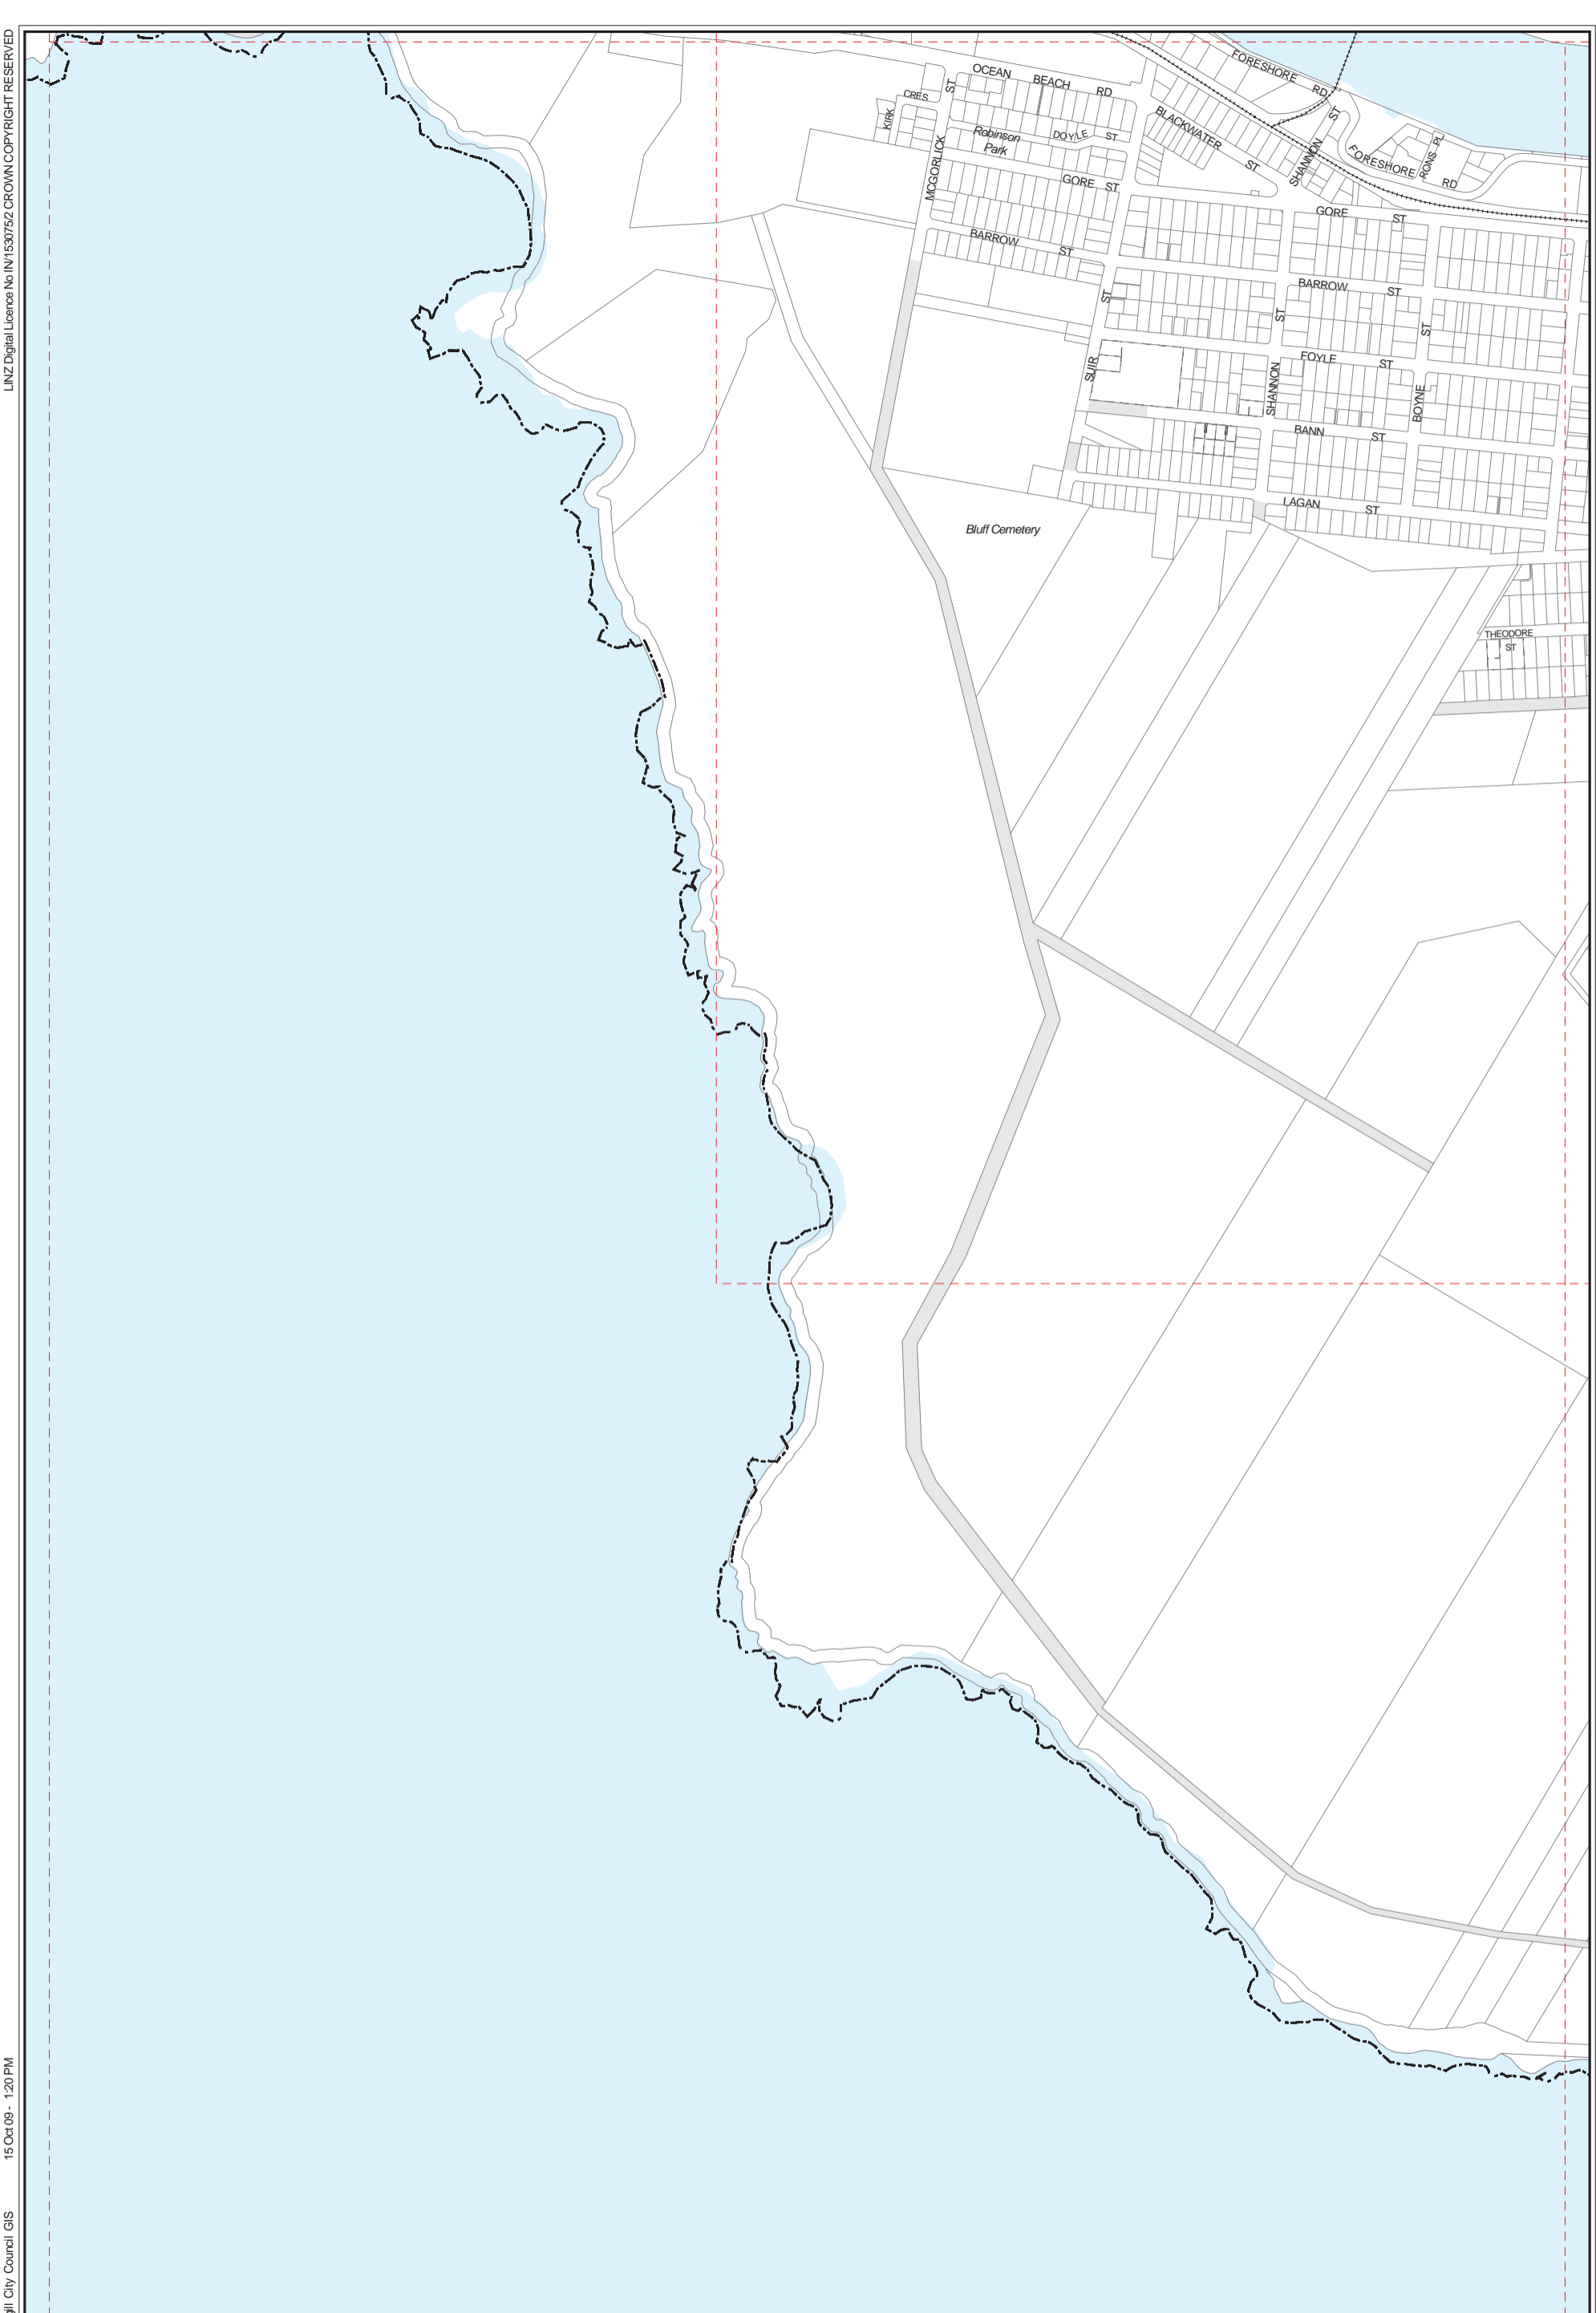 LINZ Digital Licence No IN/153075/2 CROWN COPYRIGHT RESERVED
15 Oct 09 - 1:20 PM
City Council GIS
OCEAN BEACH RD
FORESHORE RD
KIRK CRES
ST
MCGORLICK
Robinson
Park
DOYLE ST
BLACKWATER ST
SHANNON ST
FORESHORE RD
RONS PL
GORE ST
GORE ST
BARROW ST
BARROW ST
SUIR ST
SHANNON ST
BOYNE ST
FOYLE ST
BANN ST
LAGAN ST
Bluff Cemetery
THEODORE
ST